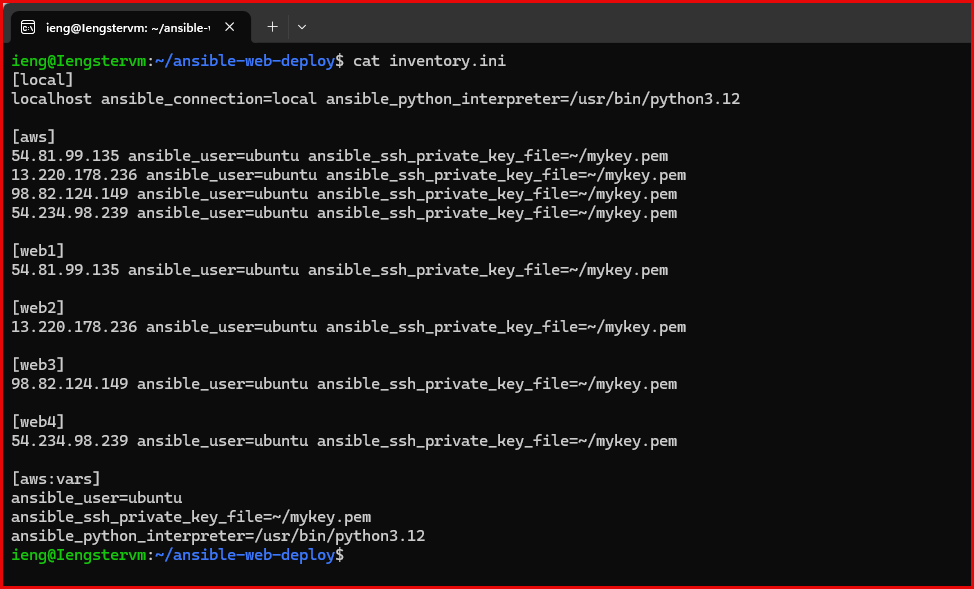 ieng@Iengstervm: ~/ansible-
ieng@Iengstervm:~/ansible-web-deploy$ cat inventory.ini
[local]
localhost ansible_connection=local ansible_python_interpreter=/usr/bin/python3.12
[aws]
54.81.99.135 ansible_user=ubuntu ansible_ssh_private_key_file=~/mykey.pem
13.220.178.236 ansible_user=ubuntu ansible_ssh_private_key_file=~/mykey.pem
98.82.124.149 ansible_user=ubuntu ansible_ssh_private_key_file=~/mykey.pem
54.234.98.239 ansible_user=ubuntu ansible_ssh_private_key_file=~/mykey.pem
[web1]
54.81.99.135 ansible_user=ubuntu ansible_ssh_private_key_file=~/mykey.pem
[web2]
13.220.178.236 ansible_user=ubuntu ansible_ssh_private_key_file=~/mykey.pem
[web3]
98.82.124.149 ansible_user=ubuntu ansible_ssh_private_key_file=~/mykey.pem
[web4]
54.234.98.239 ansible_user=ubuntu ansible_ssh_private_key_file=~/mykey.pem
[aws:vars]
ansible_user=ubuntu
ansible_ssh_private_key_file=~/mykey.pem
ansible_python_interpreter=/usr/bin/python3.12
ieng@Iengstervm:~/ansible-web-deploy$